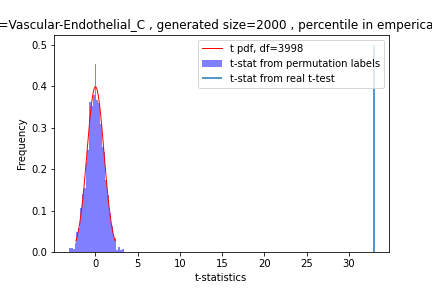 =Vascular-Endothelial_C , generated size=2000 , percentile in emperica
0.5
0.4
0.3
0.2
0.1
0.0
Frequency
t pdf, df=3998
t-stat from permutation labels
t-stat from real t-test
0 5 10 15 20 25 30
t-statistics